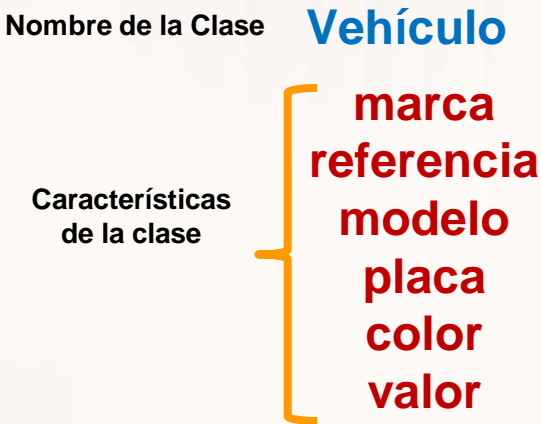 Nombre de la Clase Vehículo
marca
referencia
Características
de la clase
modelo
placa
color
valor